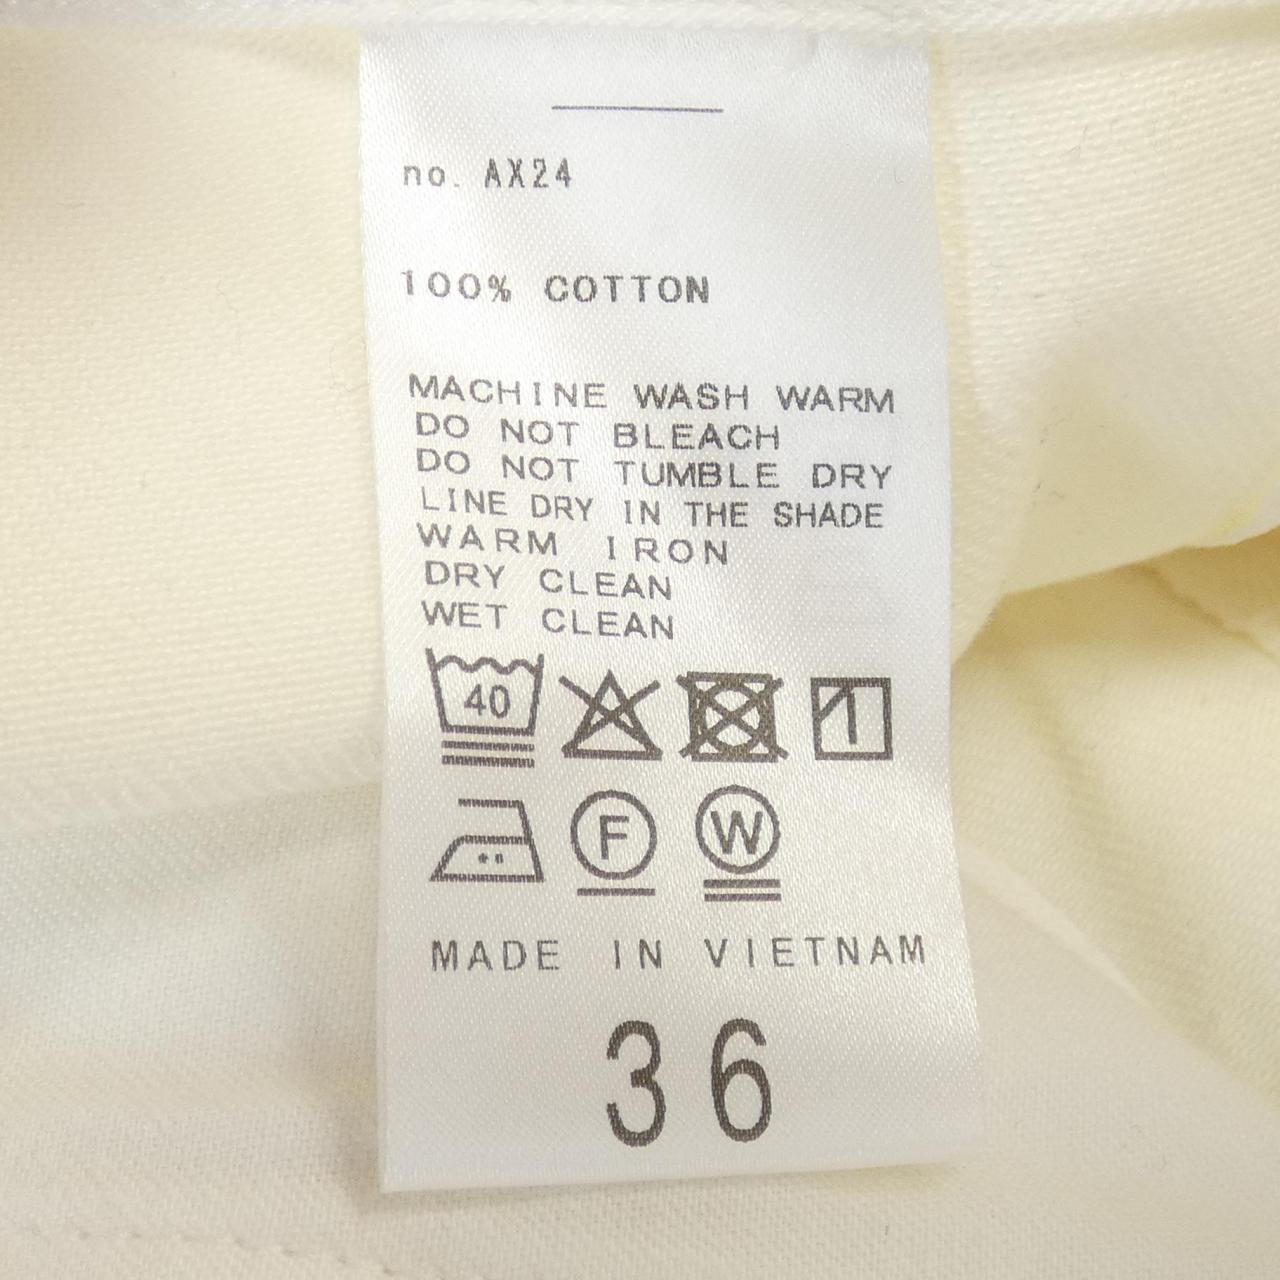 no. AX24
100% COTTON
MACHINE WASH WARM
DO NOT BLEACH
DO NOT TUMBLE DRY
LINE DRY IN THE SHADE
WARM IRON
DRY CLEAN
WET CLEAN
40
F W
MADE IN VIETNAM
36